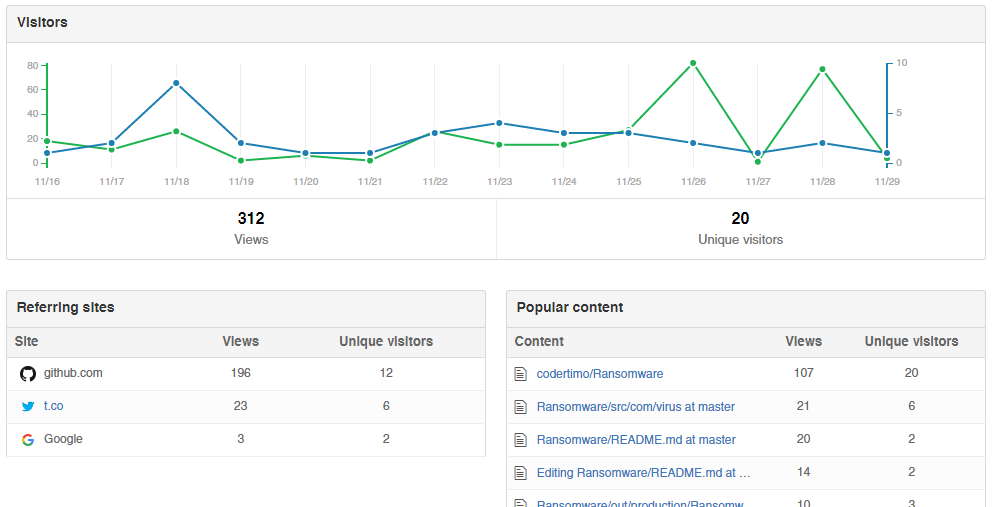 Visitors
80
60
40
20
0
10
5
0
11/16 11/17 11/18 11/19 11/20 11/21 11/22 11/23 11/24 11/25 11/26 11/27 11/28 11/29
312 20
Views Unique visitors
Referring sites
Site Views Unique visitors
github.com 196 12
t.co 23 6
Google 3 2
Popular content
Content Views Unique visitors
codertimo/Ransomware 107 20
Ransomware/src/com/virus at master 21 6
Ransomware/README.md at master 20 2
Editing Ransomware/README.md at ... 14 2
Ransomware/out/production/Ransomw 10 3